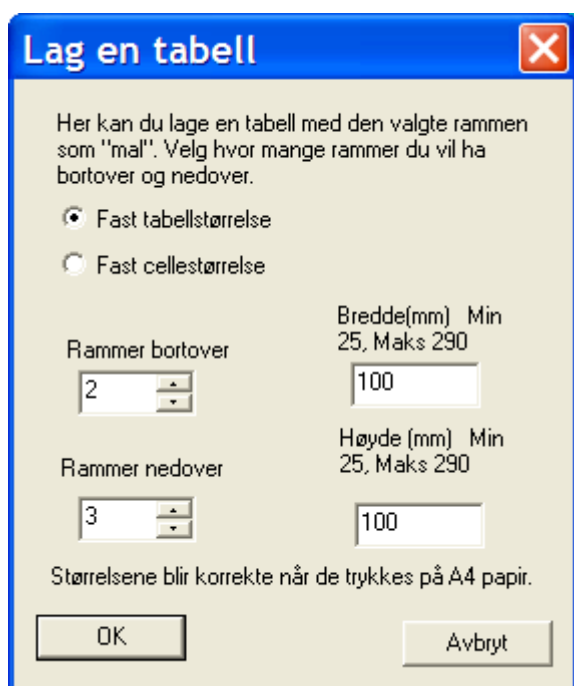 Lag en tabell
Her kan du lage en tabell med den valgte rammen
som "mal". Velg hvor mange rammer du vil ha
bortover og nedover.
Fast tabellstørrelse
Fast cellestørrelse
Rammer bortover
2
Bredde(mm) Min
25, Maks 290
100
Rammer nedover
3
Høyde (mm) Min
25, Maks 290
100
Størrelsene blir korrekte når de trykkes på A4 papir.
OK
Avbryt